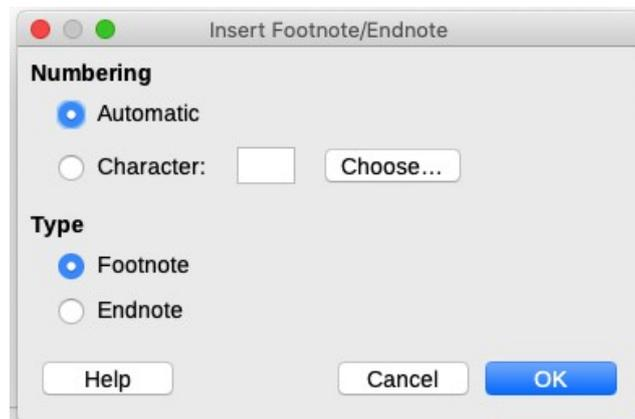 Insert Footnote/Endnote
Numbering
Automatic
Character: Choose...
Type
Footnote
Endnote
Help Cancel OK